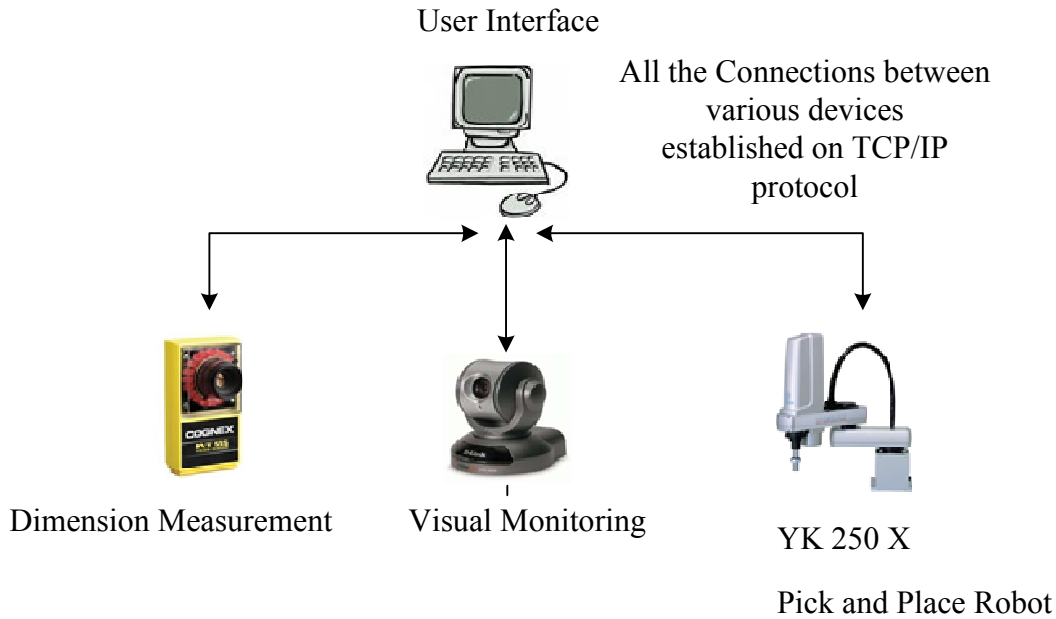 User Interface
All the Connections between
various devices
established on TCP/IP
protocol
COGNEX
D-Link
Dimension Measurement
Visual Monitoring
YK 250 X
Pick and Place Robot